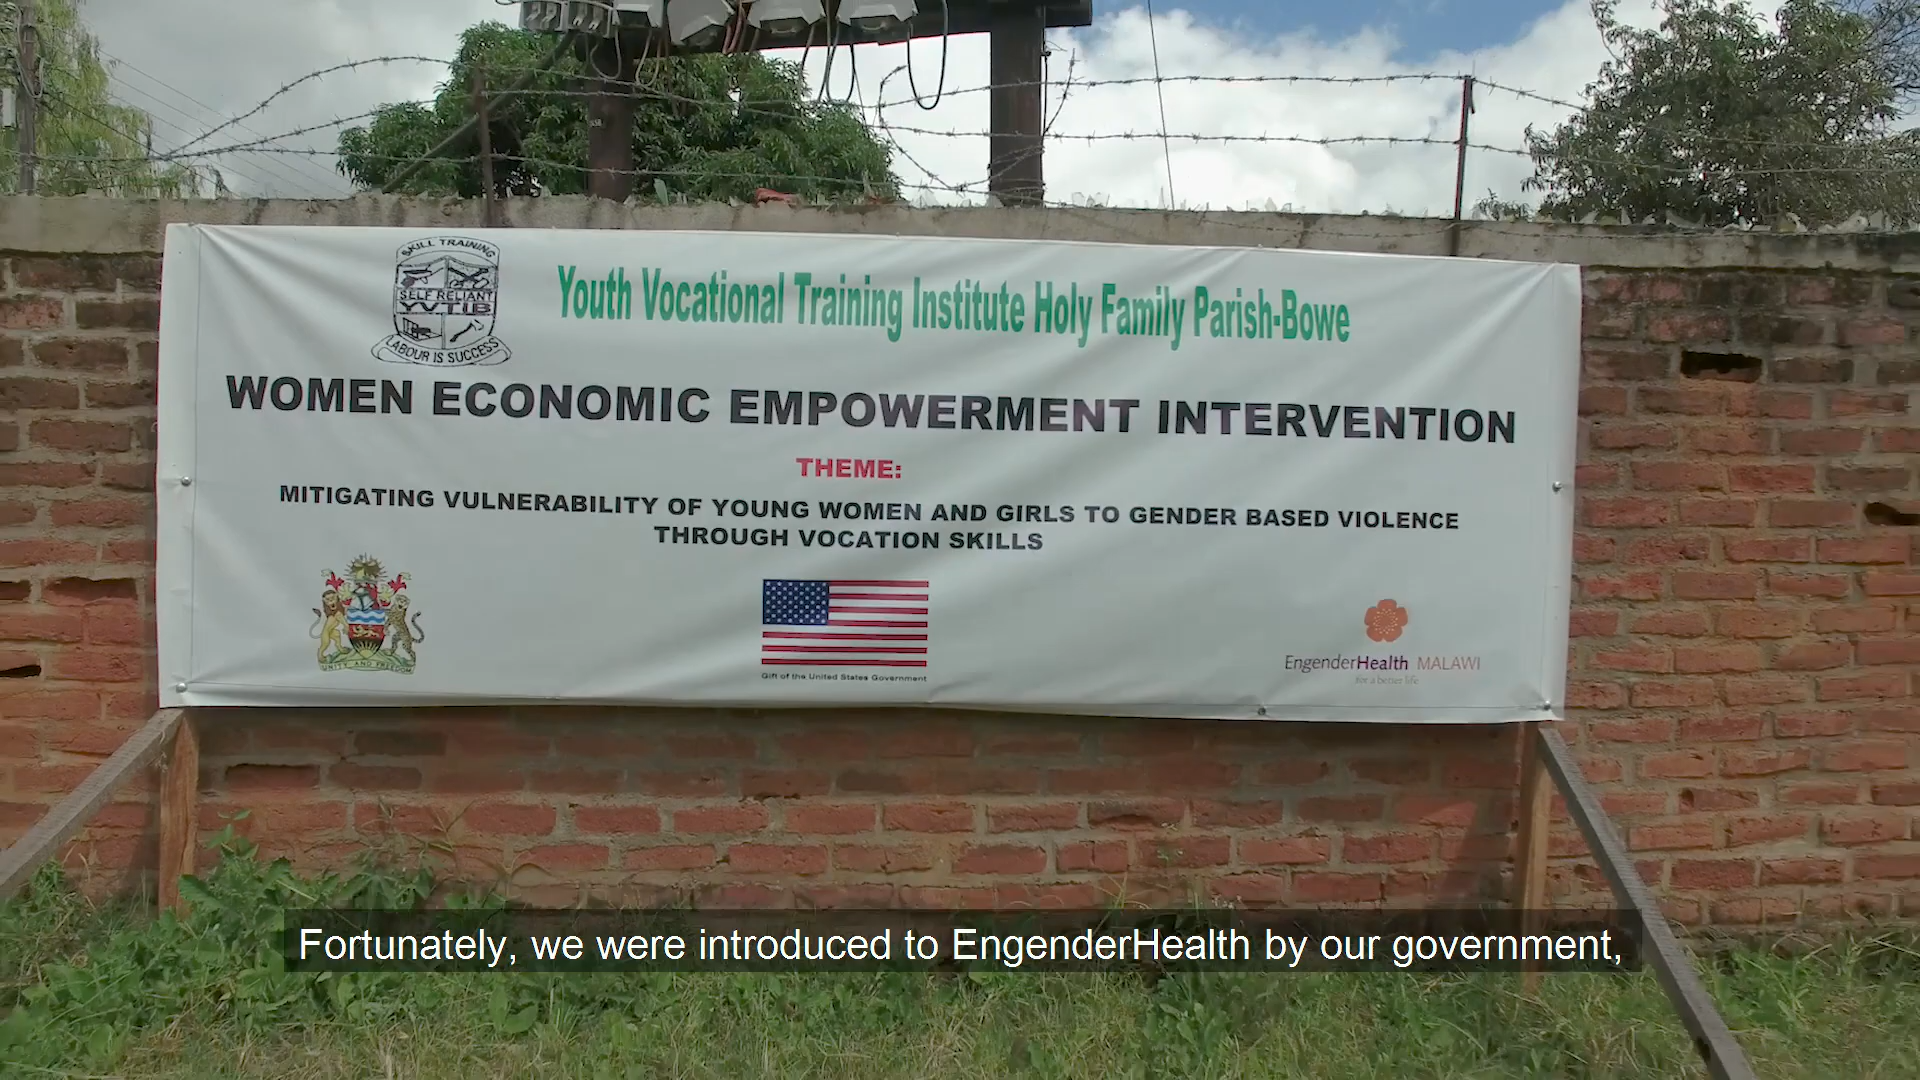 SKILL TRAINING
SELF RELIANT
YVTIB
LABOUR IS SUCCESS
Youth Vocational Training Institute Holy Family Parish-Bowe
WOMEN ECONOMIC EMPOWERMENT INTERVENTION
THEME:
MITIGATING VULNERABILITY OF YOUNG WOMEN AND GIRLS TO GENDER BASED VIOLENCE
THROUGH VOCATION SKILLS
UNITY AND FREEDOM
Gift of the United States Government
EngenderHealth MALAWI
for a better life
Fortunately, we were introduced to EngenderHealth by our government,